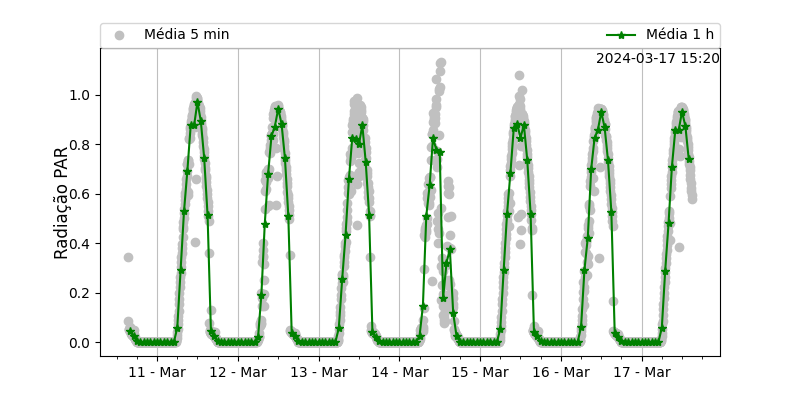 Média 5 min
Média 1 h
2024-03-17 15:20
Radiação PAR
1.0
0.8
0.6
0.4
0.2
0.0
11 - Mar
12 - Mar
13 - Mar
14 - Mar
15 - Mar
16 - Mar
17 - Mar